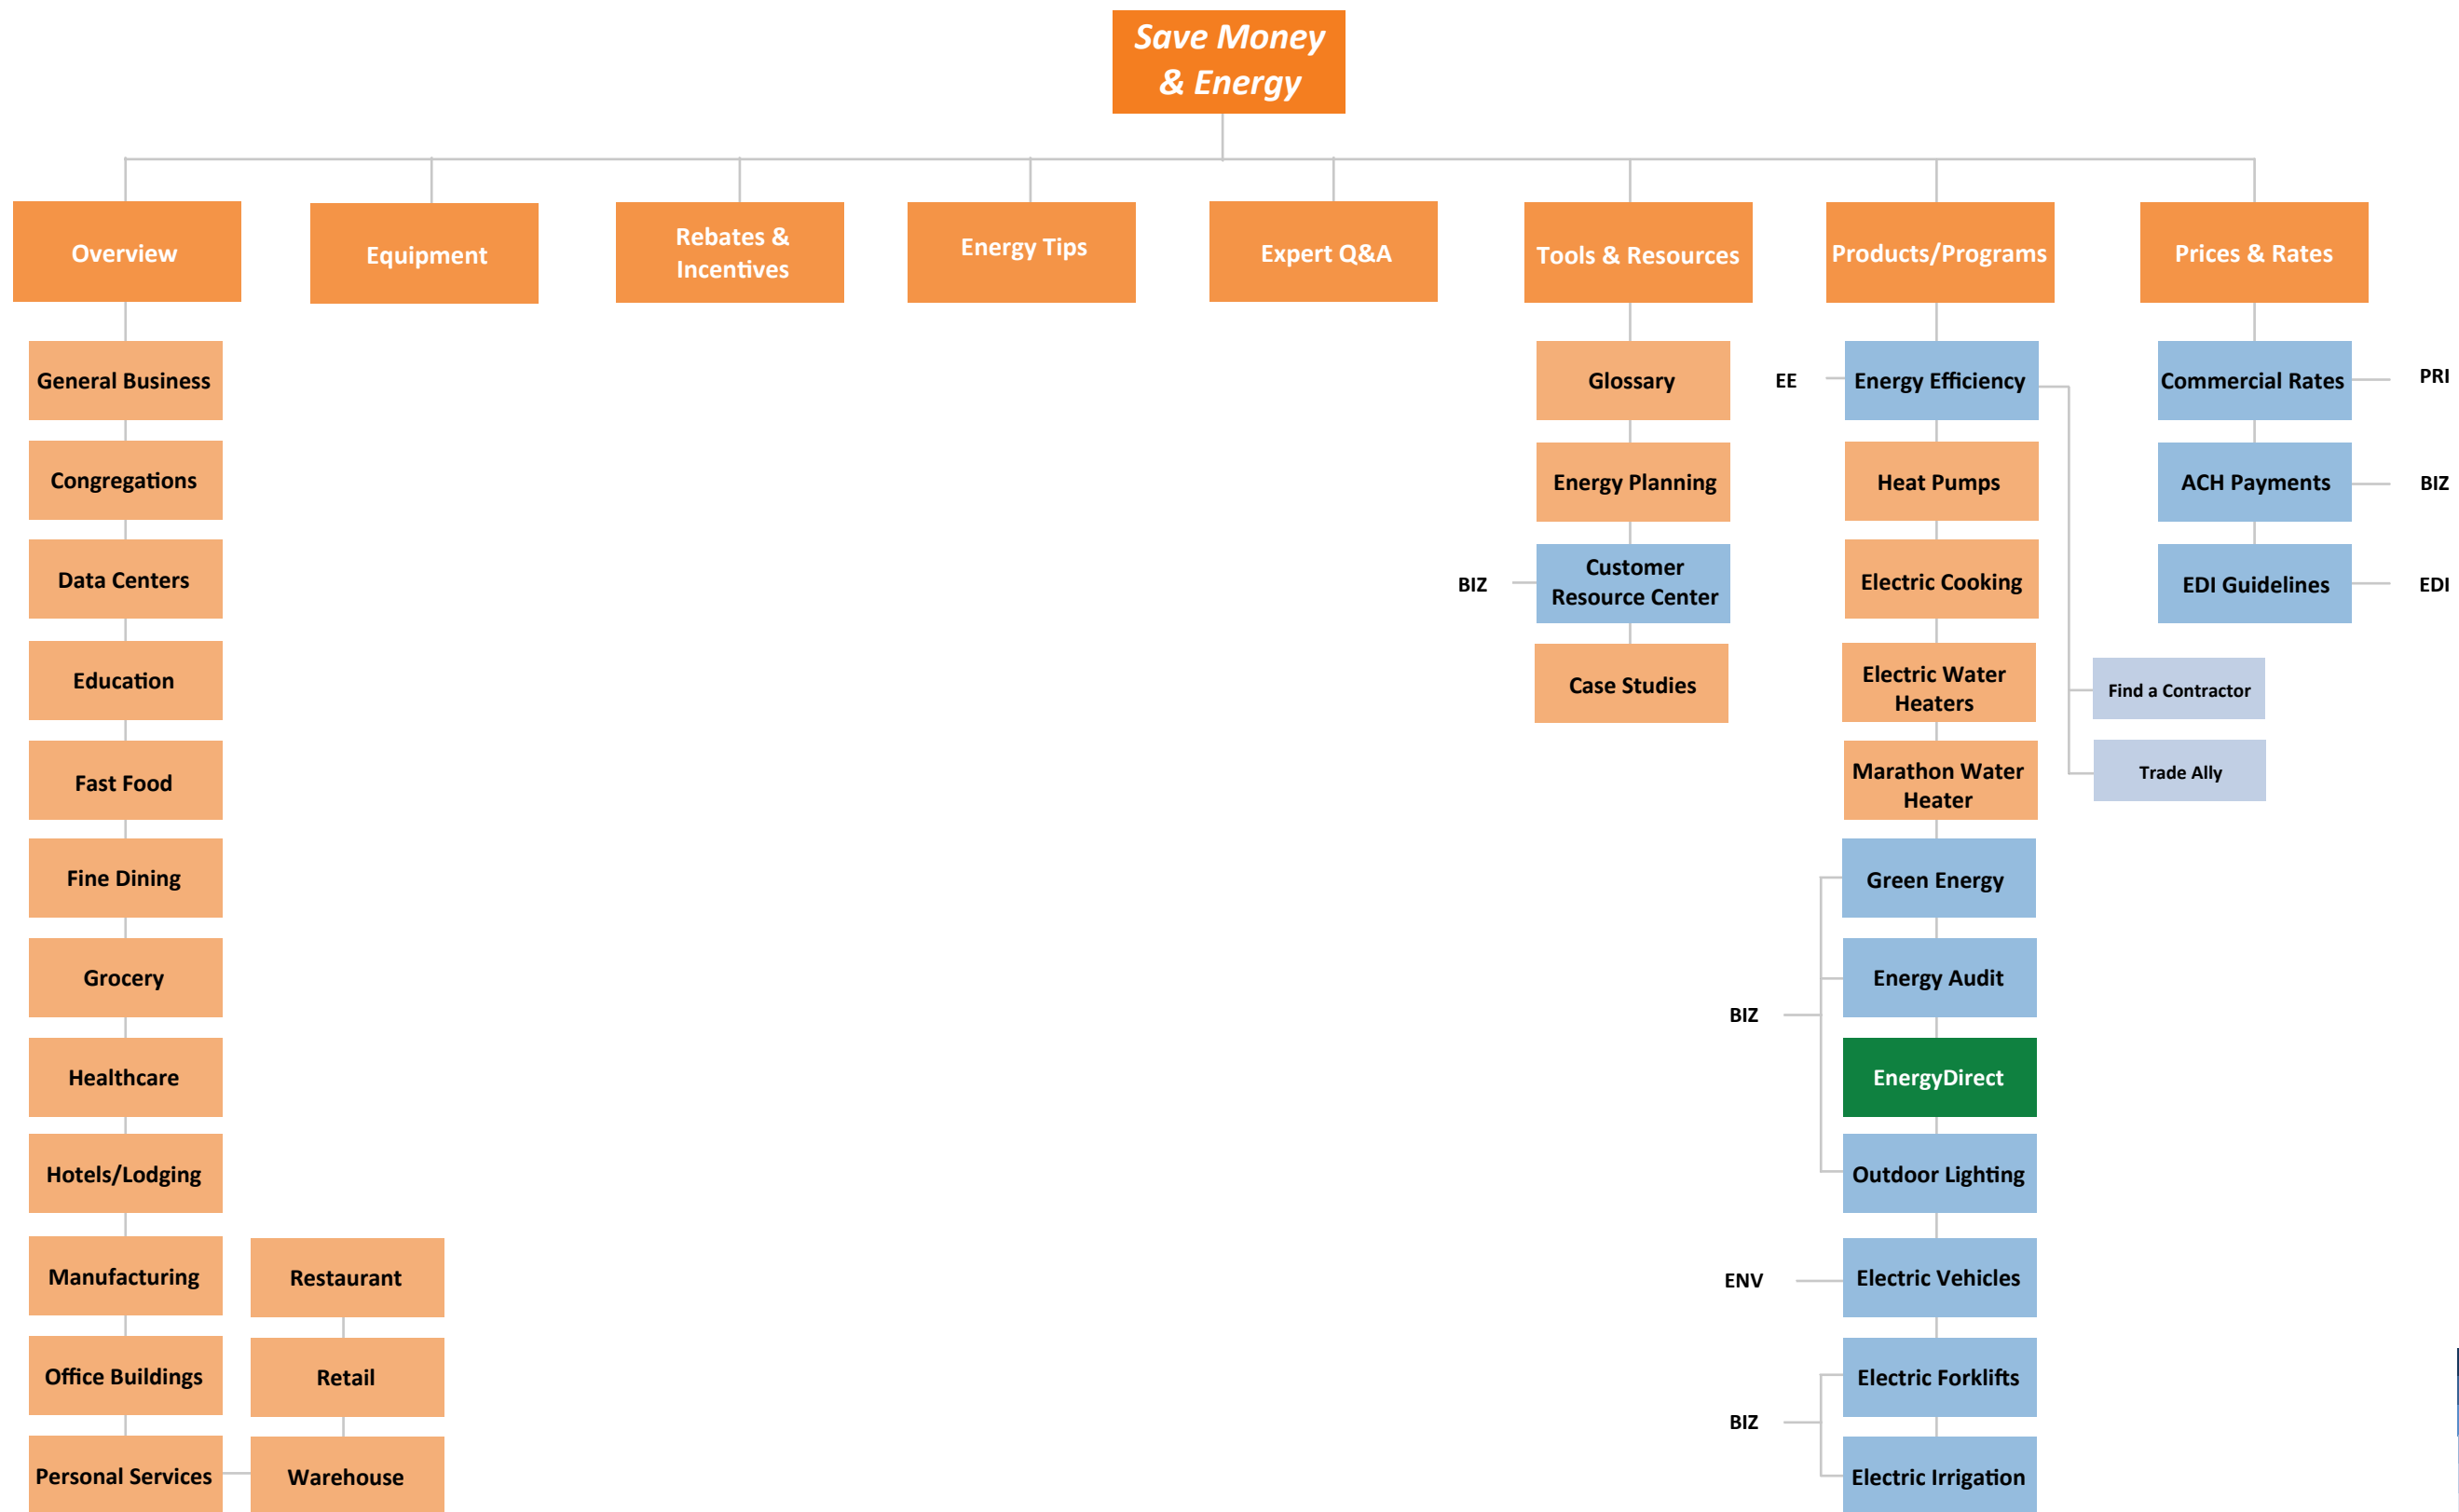 Save Money
& Energy
Overview
Equipment
Rebates &
Incentives
Energy Tips
Expert Q&A
Tools & Resources
Products/Programs
Prices & Rates
General Business
Congregations
Data Centers
Education
Fast Food
Fine Dining
Grocery
Healthcare
Hotels/Lodging
Manufacturing
Office Buildings
Personal Services
Restaurant
Retail
Warehouse
Glossary
Energy Planning
BIZ
Customer
Resource Center
Case Studies
EE
Energy Efficiency
Heat Pumps
Electric Cooking
Electric Water
Heaters
Marathon Water
Heater
BIZ
Green Energy
Energy Audit
EnergyDirect
Outdoor Lighting
ENV
Electric Vehicles
BIZ
Electric Forklifts
Electric Irrigation
Find a Contractor
Trade Ally
Commercial Rates
PRI
ACH Payments
BIZ
EDI Guidelines
EDI